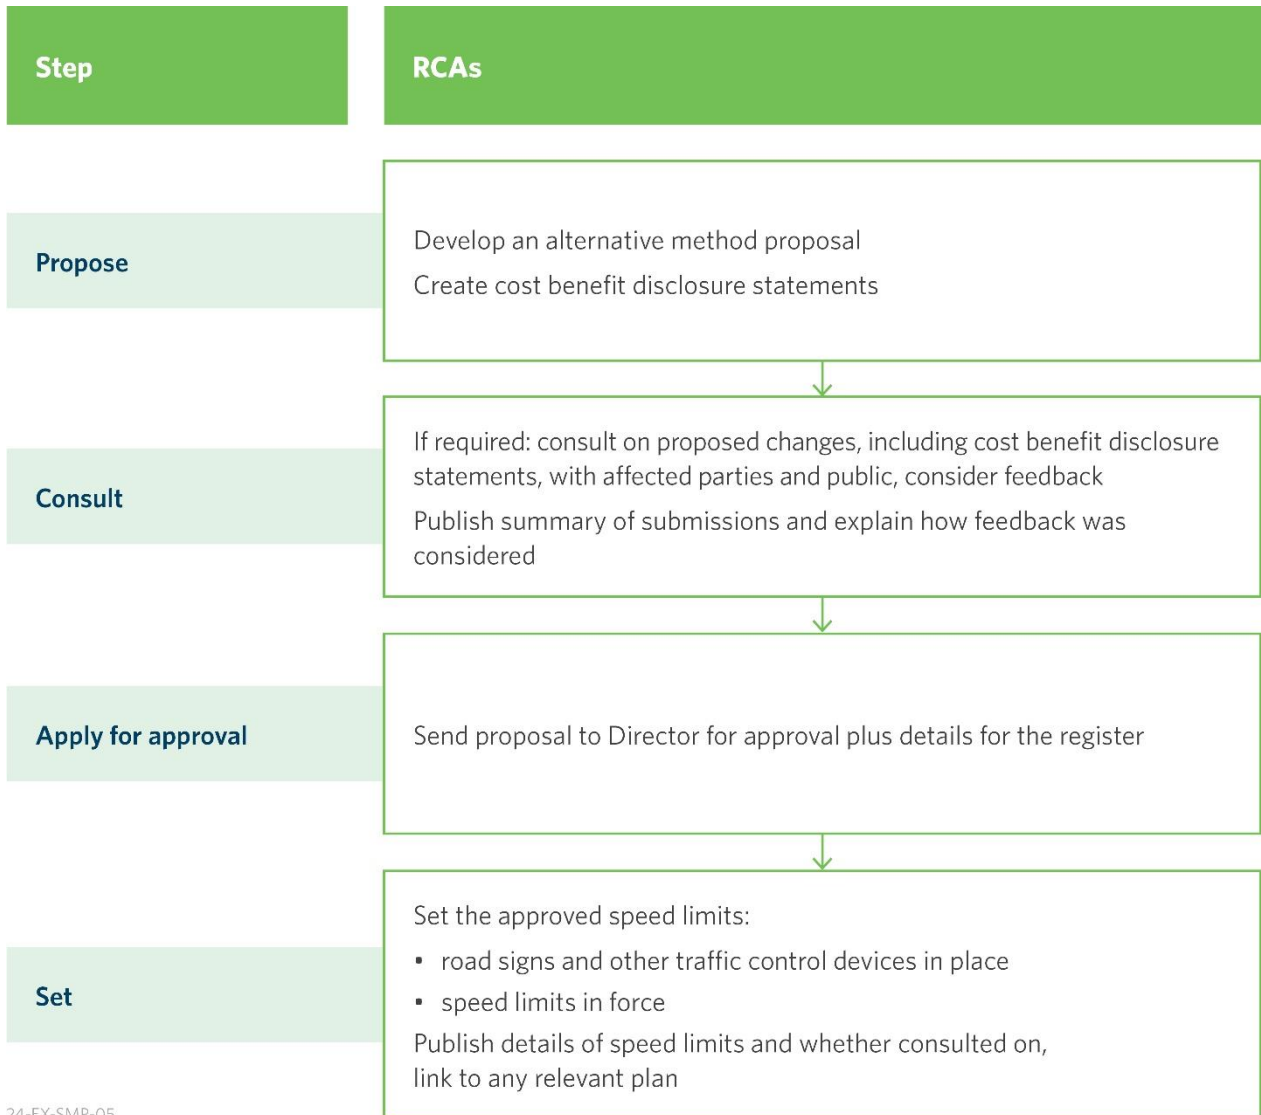 Step
RCAs
Propose
Develop an alternative method proposal
Create cost benefit disclosure statements
Consult
If required: consult on proposed changes, including cost benefit disclosure
statements, with affected parties and public, consider feedback
Publish summary of submissions and explain how feedback was
considered
Apply for approval
Send proposal to Director for approval plus details for the register
Set
Set the approved speed limits:
• road signs and other traffic control devices in place
• speed limits in force
Publish details of speed limits and whether consulted on,
link to any relevant plan
24-EX-SMP-05